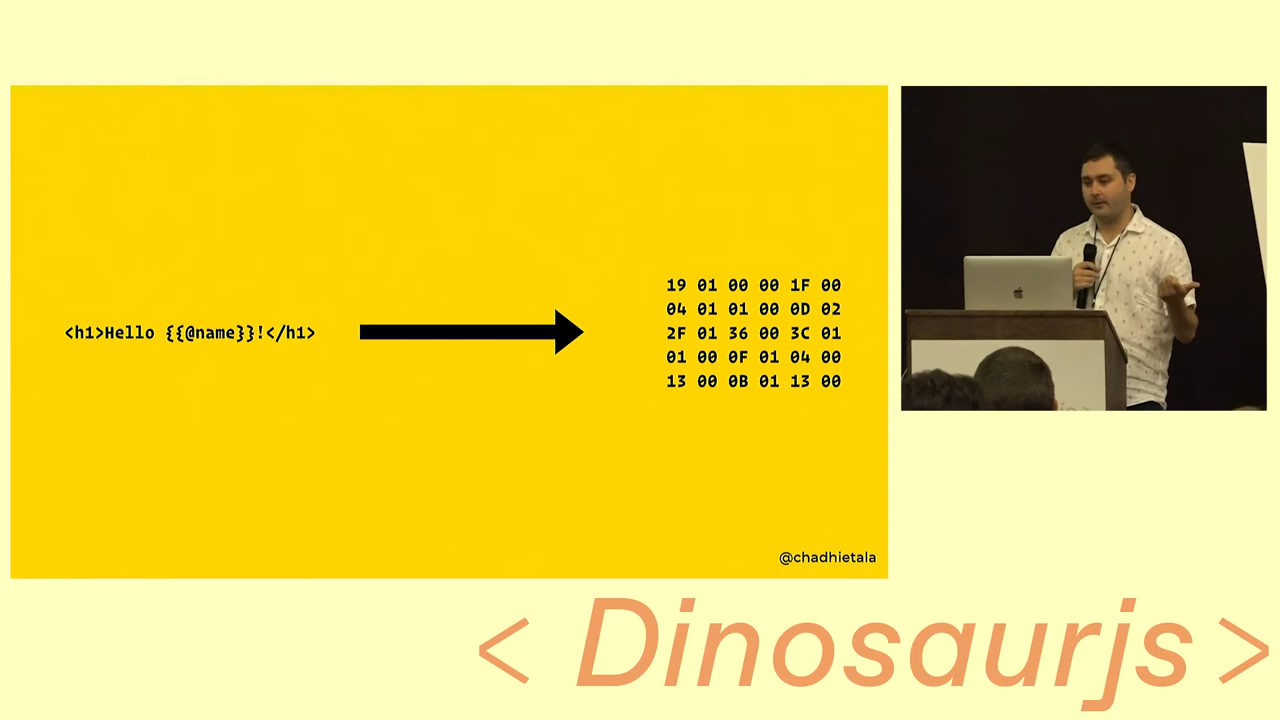 <h1>Hello {{@name}}!</h1>
19 01 00 00 1F 00
04 01 01 00 0D 02
2F 01 36 00 3C 01
01 00 0F 01 04 00
13 00 0B 01 13 00
@chadhietala
< Dinosaurjs >